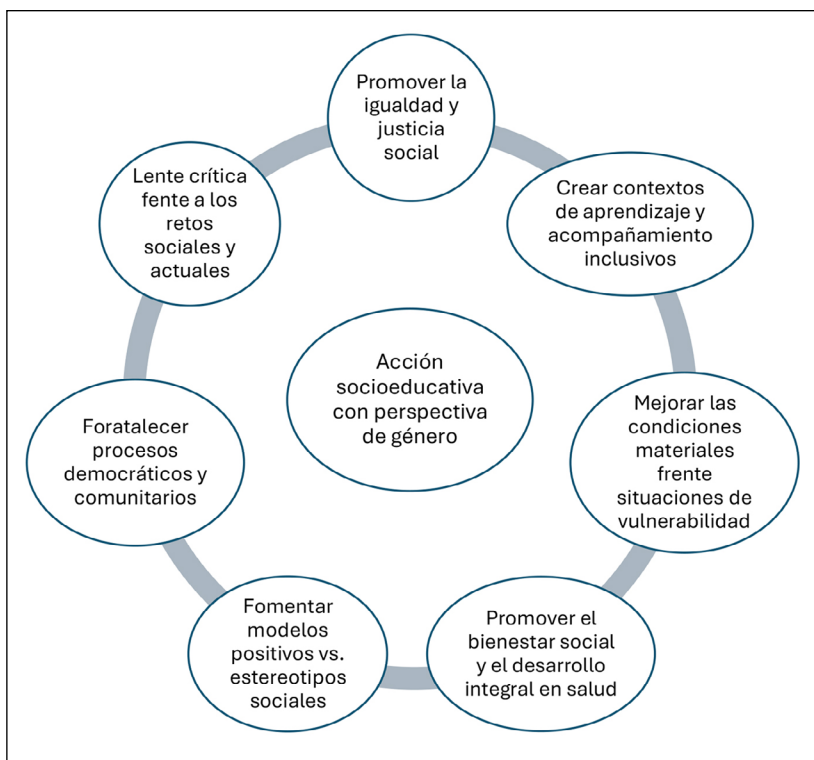 Promover la
igualdad y
justicia
social
Crear contextos
de aprendizaje y
acompañamiento
inclusivos
Mejorar las
condiciones
materiales
frente
situaciones de
vulnerabilidad
Promover el
bienestar social
y el desarrollo
integral en salud
Fomentar
modelos
positivos vs.
estereotipos
sociales
Foratalecer
procesos
democráticos y
comunitarios
Lente crítica
fente a los
retos
sociales y
actuales
Acción
socioeducativa
con perspectiva
de género